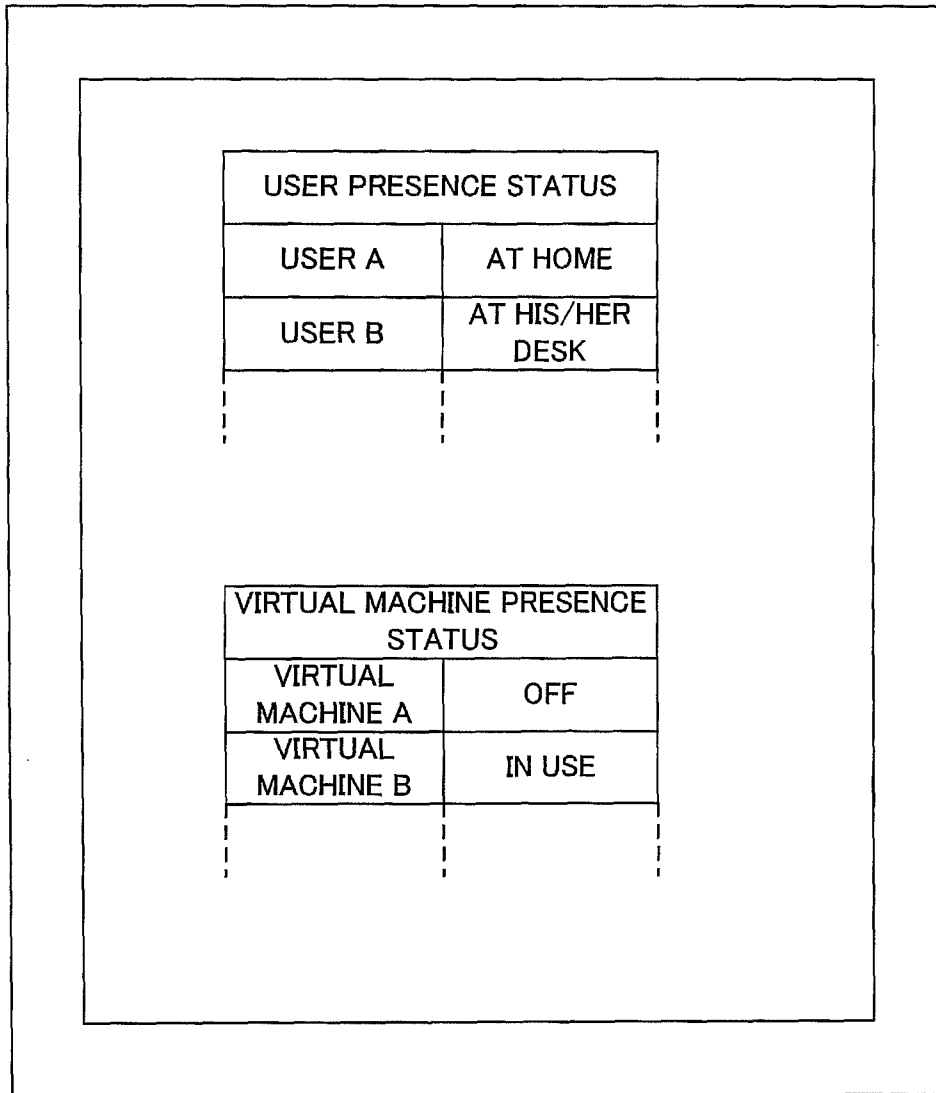 USER PRESENCE STATUS
USER A
AT HOME
USER B
AT HIS/HER
DESK
VIRTUAL MACHINE PRESENCE
STATUS
VIRTUAL
MACHINE A
OFF
VIRTUAL
MACHINE B
IN USE